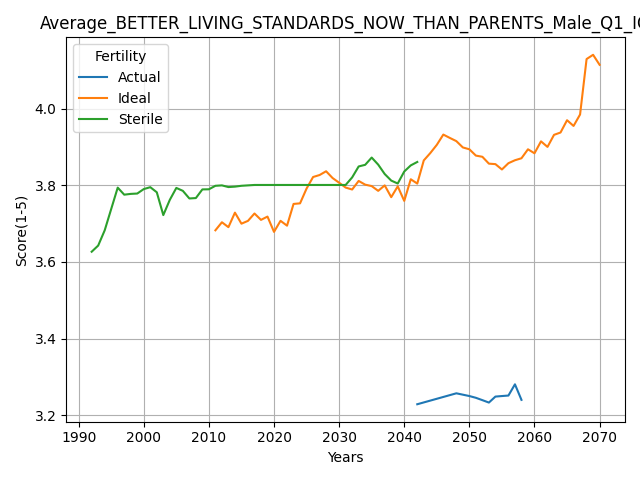 Average_BETTER_LIVING_STANDARDS_NOW_THAN_PARENTS_Male_Q1_I
Fertility
Actual
Ideal
Sterile
Score(1-5)
4.0
3.8
3.6
3.4
3.2
1990 2000 2010 2020 2030 2040 2050 2060 2070
Years